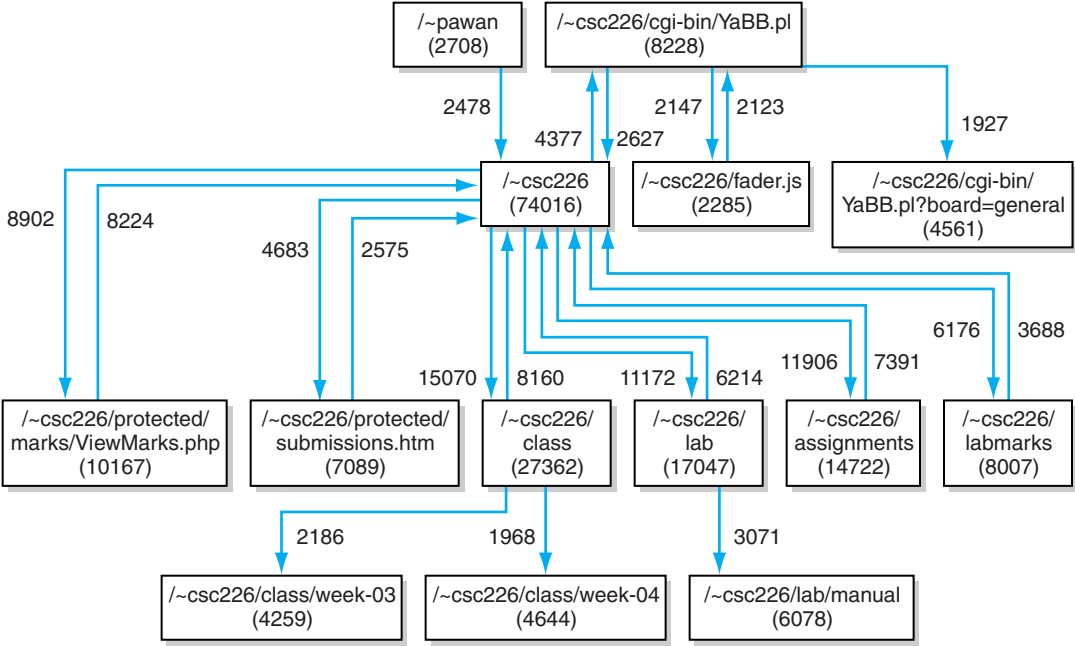 /~pawan
(2708)
/~csc226/cgi-bin/YaBB.pl
(8228)
2478
4377
2627
2147
2123
1927
/~csc226
(74016)
/~csc226/fader.js
(2285)
/~csc226/cgi-bin/
YaBB.pl?board=general
(4561)
8902
8224
4683
2575
15070
8160
11172
6214
11906
7391
6176
3688
/~csc226/protected/
marks/ViewMarks.php
(10167)
/~csc226/protected/
submissions.htm
(7089)
/~csc226/
class
(27362)
/~csc226/
lab
(17047)
/~csc226/
assignments
(14722)
/~csc226/
labmarks
(8007)
2186
1968
3071
/~csc226/class/week-03
(4259)
/~csc226/class/week-04
(4644)
/~csc226/lab/manual
(6078)